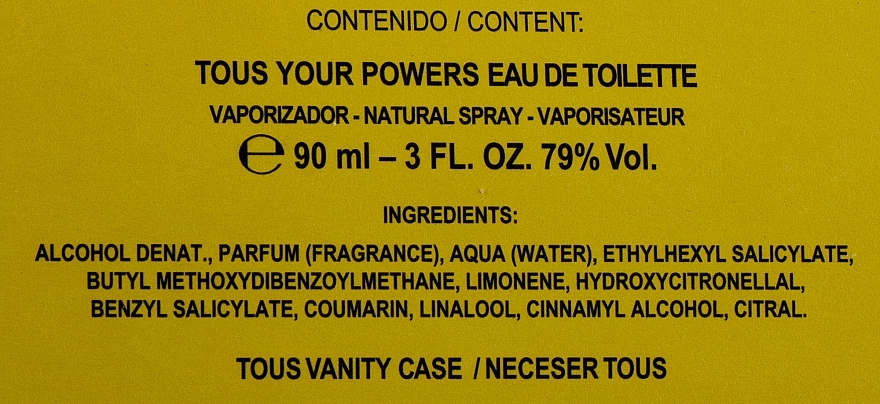 CONTENIDO / CONTENT:
TOUS YOUR POWERS EAU DE TOILETTE
VAPORIZADOR - NATURAL SPRAY - VAPORISATEUR
℮ 90 ml – 3 FL. OZ. 79% Vol.
INGREDIENTS:
ALCOHOL DENAT., PARFUM (FRAGRANCE), AQUA (WATER), ETHYLHEXYL SALICYLATE,
BUTYL METHOXYDIBENZOYLMETHANE, LIMONENE, HYDROXYCITRONELLAL,
BENZYL SALICYLATE, COUMARIN, LINALOOL, CINNAMYL ALCOHOL, CITRAL.
TOUS VANITY CASE / NECESER TOUS